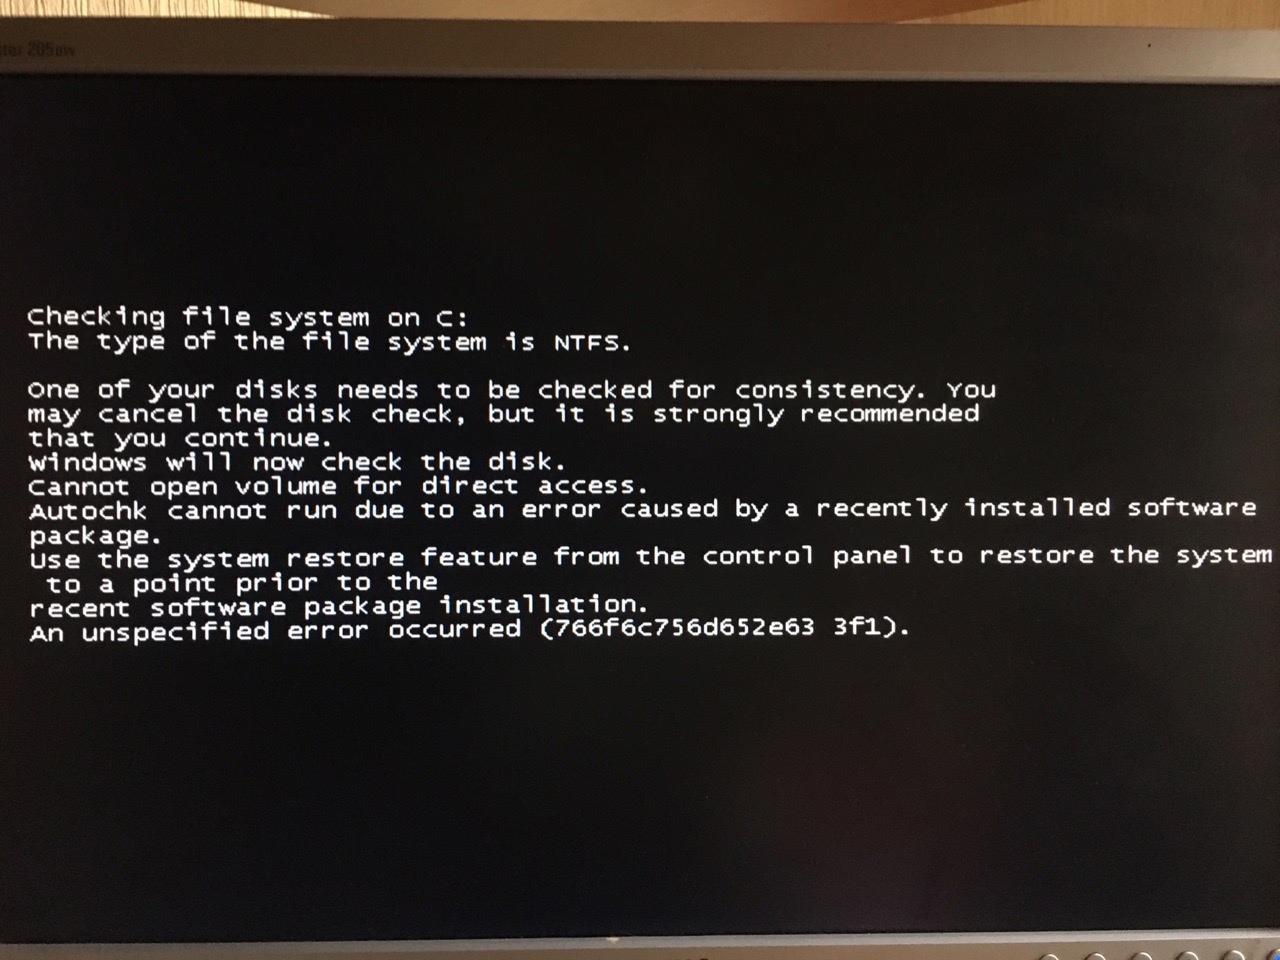 205BW
Checking file system on C:
The type of the file system is NTFS.
One of your disks needs to be checked for consistency. You
may cancel the disk check, but it is strongly recommended
that you continue.
Windows will now check the disk.
Cannot open volume for direct access.
Autochk cannot run due to an error caused by a recently installed software
package.
Use the system restore feature from the control panel to restore the system
to a point prior to the
recent software package installation.
An unspecified error occurred (766f6c756d652e63 3f1).